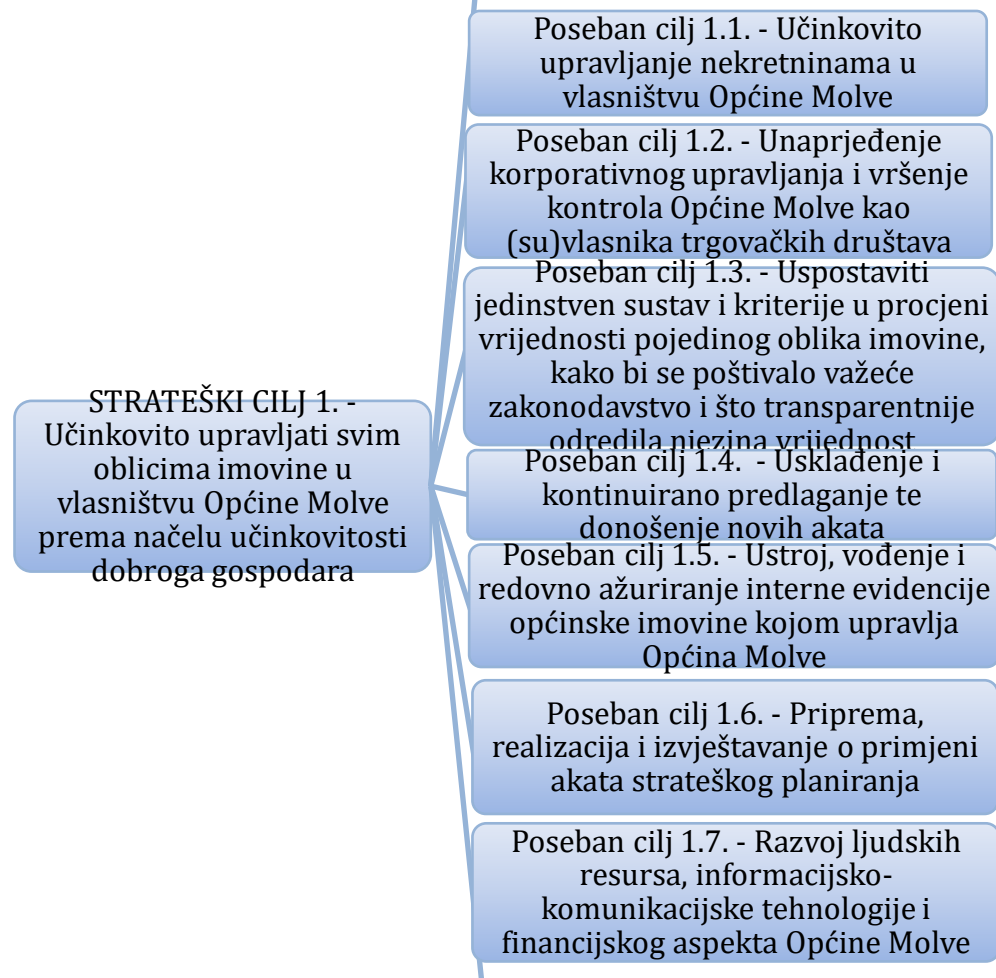 Poseban cilj 1.1. - Učinkovito
upravljanje nekretninama u
vlasništvu Općine Molve
Poseban cilj 1.2. - Unaprjeđenje
korporativnog upravljanja i vršenje
kontrola Općine Molve kao
(su)vlasnika trgovačkih društava
Poseban cilj 1.3. - Uspostaviti
jedinstven sustav i kriterije u procjeni
vrijednosti pojedinog oblika imovine,
kako bi se poštivalo važeće
zakonodavstvo i što transparentnije
odredila njezina vrijednost
STRATEŠKI CILJ 1. -
Učinkovito upravljati svim
oblicima imovine u
vlasništvu Općine Molve
prema načelu učinkovitosti
dobroga gospodara
Poseban cilj 1.4. - Usklađenje i
kontinuirano predlaganje te
donošenje novih akata
Poseban cilj 1.5. - Ustroj, vođenje i
redovno ažuriranje interne evidencije
općinske imovine kojom upravlja
Općina Molve
Poseban cilj 1.6. - Priprema,
realizacija i izvještavanje o primjeni
akata strateškog planiranja
Poseban cilj 1.7. - Razvoj ljudskih
resursa, informacijsko-
komunikacijske tehnologije i
financijskog aspekta Općine Molve